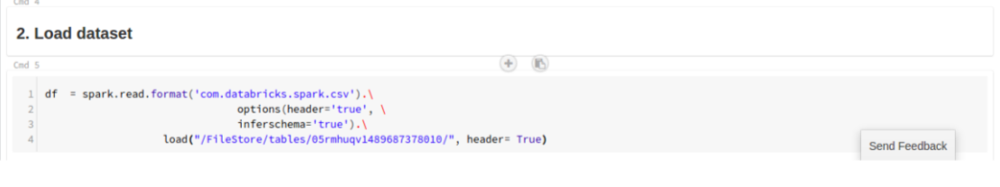 Cmd 4
2. Load dataset
Cmd 5
1 df = spark.read.format('com.databricks.spark.csv').\
2 options(header='true', \
3 inferschema='true').\
4 load("/FileStore/tables/05rmhuqv1489687378010/", header= True)
Send Feedback